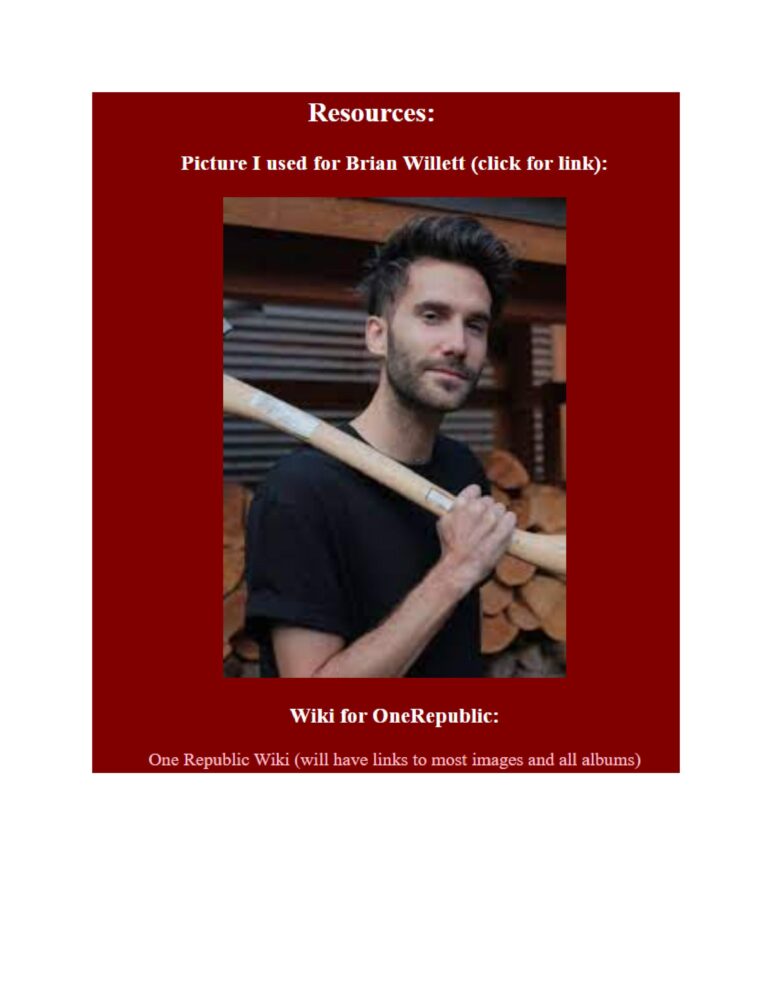 Resources:
Picture I used for Brian Willett (click for link):
Wiki for OneRepublic:
One Republic Wiki (will have links to most images and all albums)